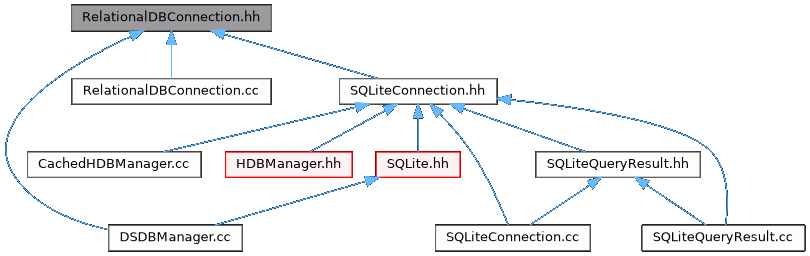 RelationalDBConnection.hh
RelationalDBConnection.cc
SQLiteConnection.hh
CachedHDBManager.cc
HDBManager.hh
SQLite.hh
SQLiteQueryResult.hh
DSDBManager.cc
SQLiteConnection.cc
SQLiteQueryResult.cc